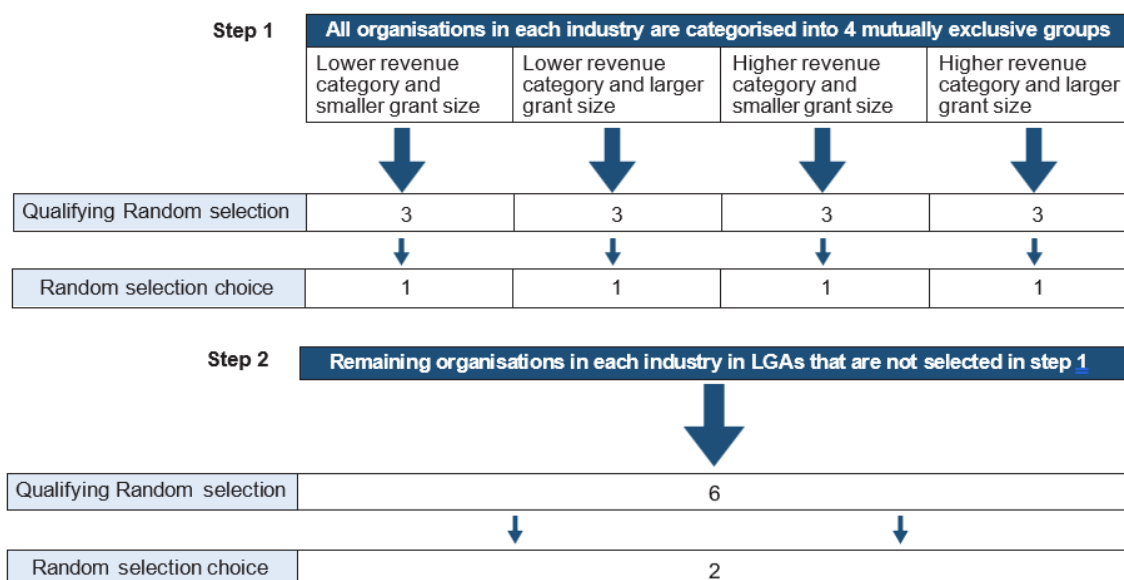 Step 1
All organisations in each industry are categorised into 4 mutually exclusive groups
Lower revenue
category and
smaller grant size
Lower revenue
category and larger
grant size
Higher revenue
category and
smaller grant size
Higher revenue
category and larger
grant size
Qualifying Random selection
3
3
3
3
Random selection choice
1
1
1
1
Step 2
Remaining organisations in each industry in LGAs that are not selected in step 1
Qualifying Random selection
6
Random selection choice
2